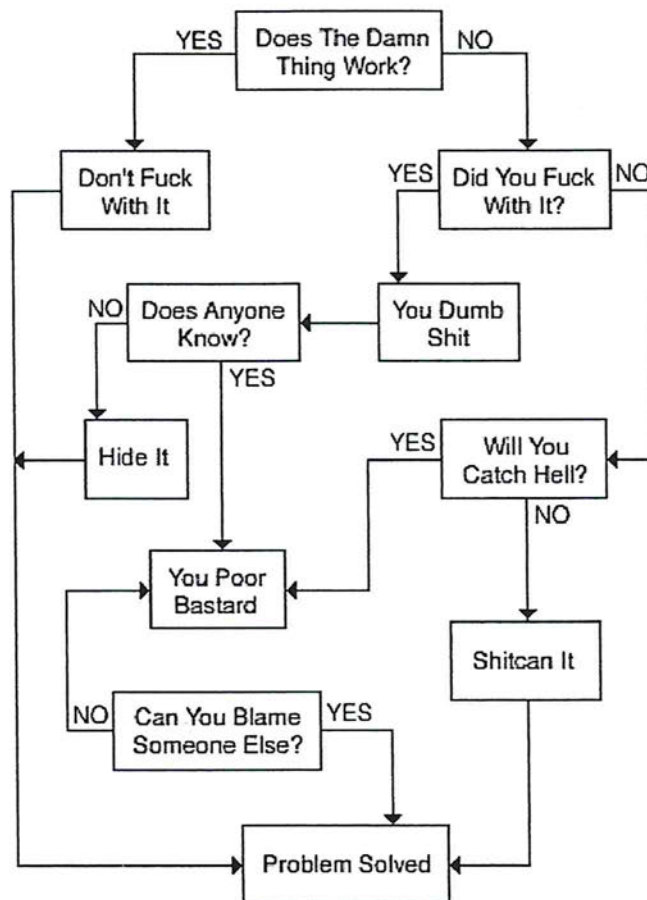 YES
Does The Damn
Thing Work?
NO
Don't Fuck
With It
YES
Did You Fuck
With It?
NO
NO
Does Anyone
Know?
YES
You Dumb
Shit
Hide It
YES
Will You
Catch Hell?
NO
You Poor
Bastard
Shitcan It
NO
Can You Blame
Someone Else?
YES
Problem Solved